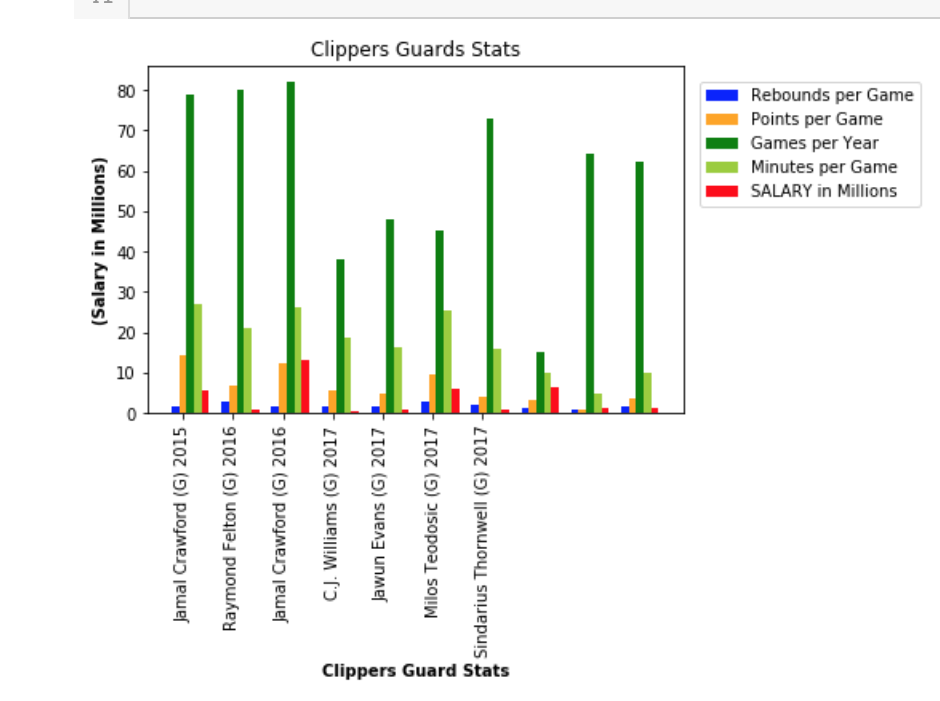 Clippers Guards Stats
80
70
60
50
40
30
20
10
0
(Salary in Millions)
Rebounds per Game
Points per Game
Games per Year
Minutes per Game
SALARY in Millions
Jamal Crawford (G) 2015
Raymond Felton (G) 2016
Jamal Crawford (G) 2016
C.J. Williams (G) 2017
Jawun Evans (G) 2017
Milos Teodosic (G) 2017
Sindarius Thornwell (G) 2017
Clippers Guard Stats